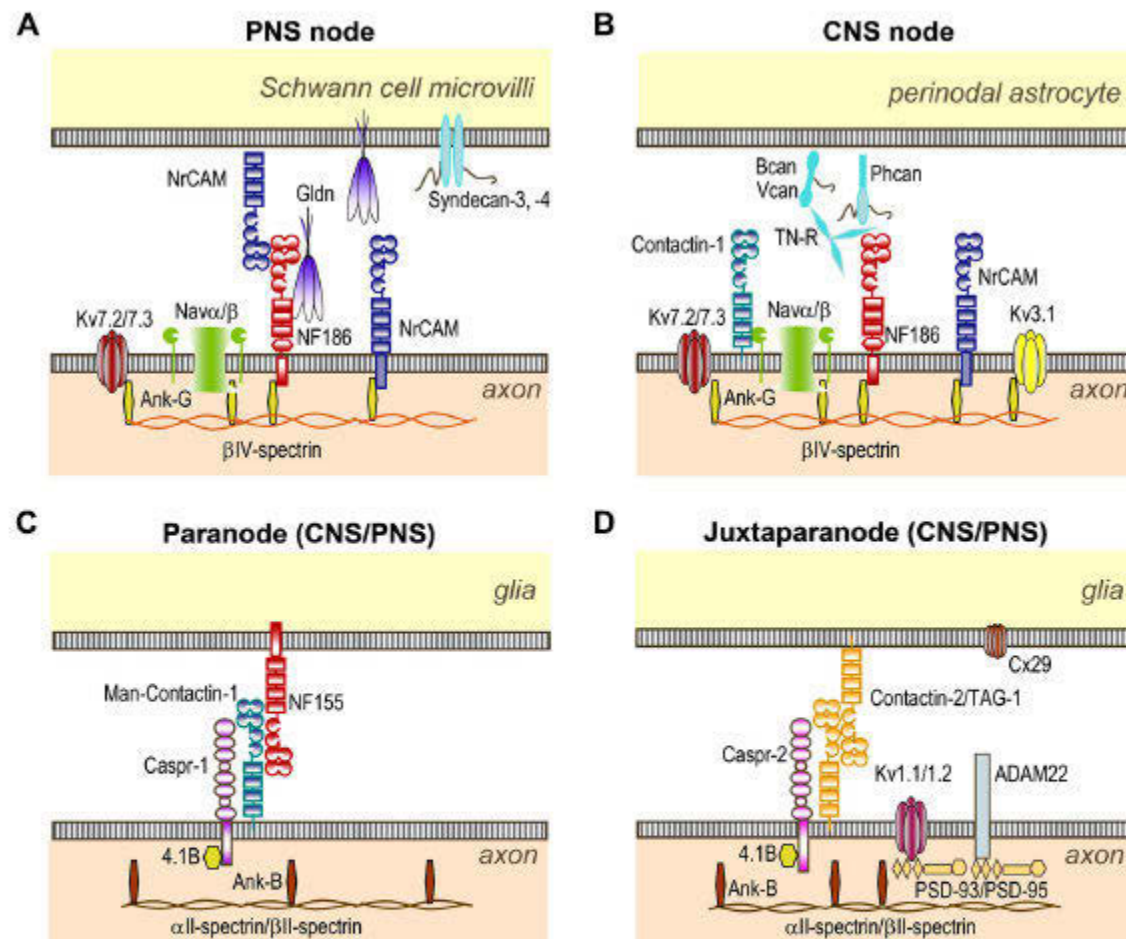 A
PNS node
Schwann cell microvilli
NrCAM
Gldn
Syndecan-3, -4
Kv7.2/7.3
Navα/β
NF186
NrCAM
Ank-G
axon
βIV-spectrin
B
CNS node
perinodal astrocyte
Bcan
Vcan
Phcan
Contactin-1
TN-R
NrCAM
Kv7.2/7.3
Navα/β
NF186
Kv3.1
Ank-G
axon
βIV-spectrin
C
Paranode (CNS/PNS)
glia
Man-Contactin-1
NF155
Caspr-1
4.1B
axon
Ank-B
αII-spectrin/βII-spectrin
D
Juxtaparanode (CNS/PNS)
glia
Cx29
Contactin-2/TAG-1
Caspr-2
Kv1.1/1.2
ADAM22
4.1B
axon
Ank-B
PSD-93/PSD-95
αII-spectrin/βII-spectrin